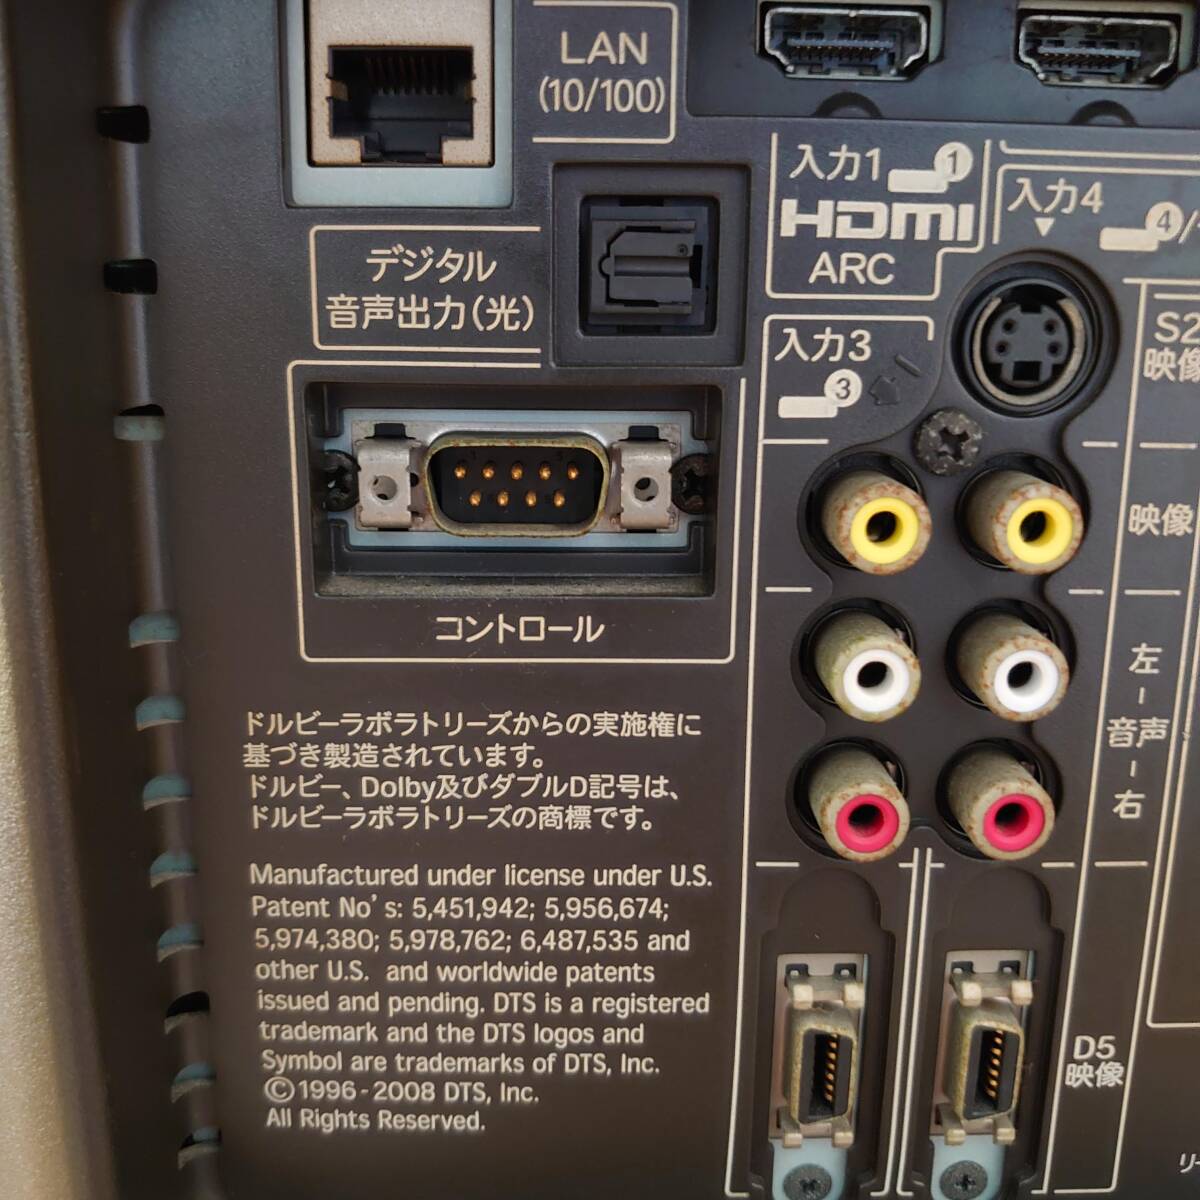 LAN
(10/100)
デジタル
音声出力(光)
入力1 1
HDMI
ARC
入力4 4
入力3
3
S2
映像
コントロール
映像
左
音声
右
ドルビーラボラトリーズからの実施権に
基づき製造されています。
ドルビー、Dolby及びダブルD記号は、
ドルビーラボラトリーズの商標です。
Manufactured under license under U.S.
Patent No's: 5,451,942; 5,956,674;
5,974,380; 5,978,762; 6,487,535 and
other U.S. and worldwide patents
issued and pending. DTS is a registered
trademark and the DTS logos and
Symbol are trademarks of DTS, Inc.
© 1996-2008 DTS, Inc.
All Rights Reserved.
D5
映像